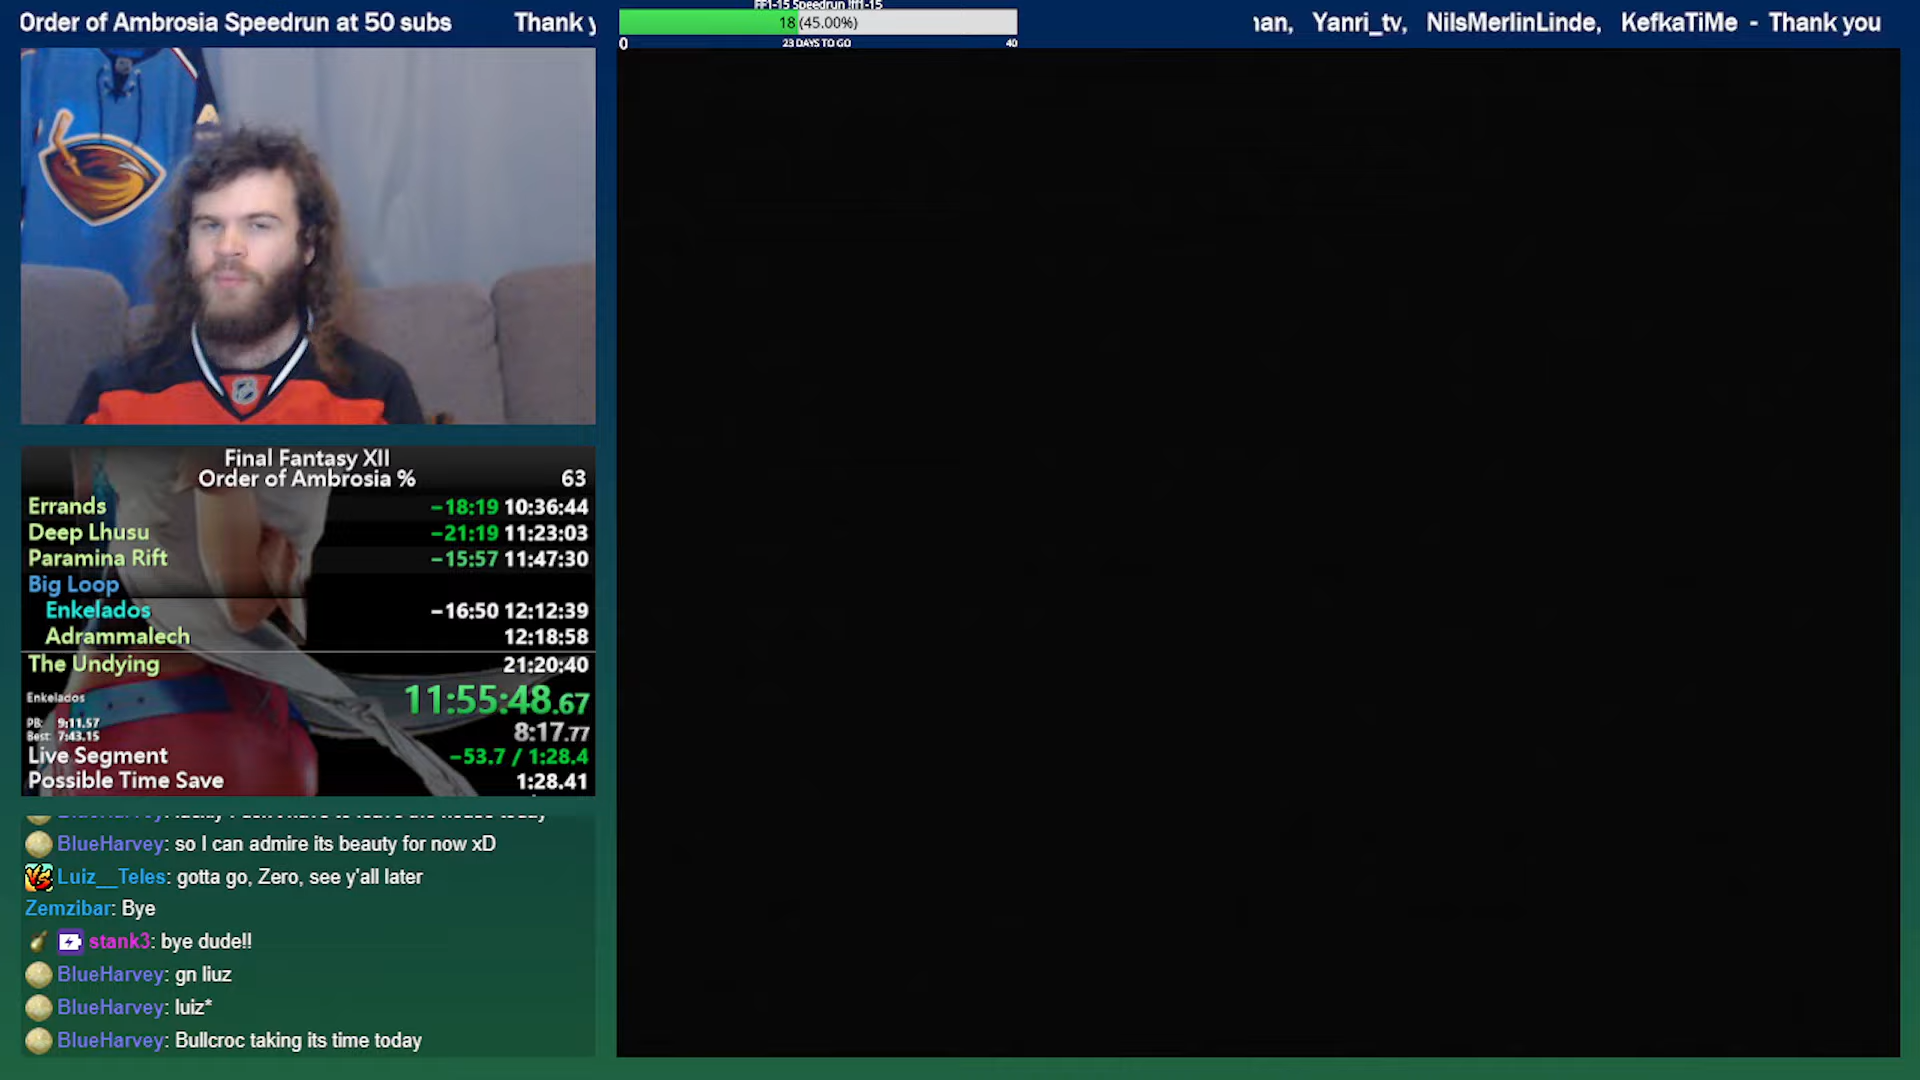 Order of Ambrosia Speedrun at 50 subs Thank y
FF1-15 Speedrun !ff1-15
18 (45.00%)
0 23 DAYS TO GO 40
Yanri_tv, NilsMerlinLinde, KefkaTiMe - Thank you
Final Fantasy XII
Order of Ambrosia % 63
Errands -18:19 10:36:44
Deep Lhusu -21:19 11:23:03
Paramina Rift -15:57 11:47:30
Big Loop
Enkelados -16:50 12:12:39
Adrammalech 12:18:58
The Undying 21:20:40
11:55:48.67
Enkelados
PB: 9:11.57
Best: 7:43.15
8:17.77
Live Segment -53.7 / 1:28.4
Possible Time Save 1:28.41
BlueHarvey: so I can admire its beauty for now xD
Luiz__Teles: gotta go, Zero, see y'all later
Zemzibar: Bye
stank3: bye dude!!
BlueHarvey: gn liuz
BlueHarvey: luiz*
BlueHarvey: Bullcroc taking its time today